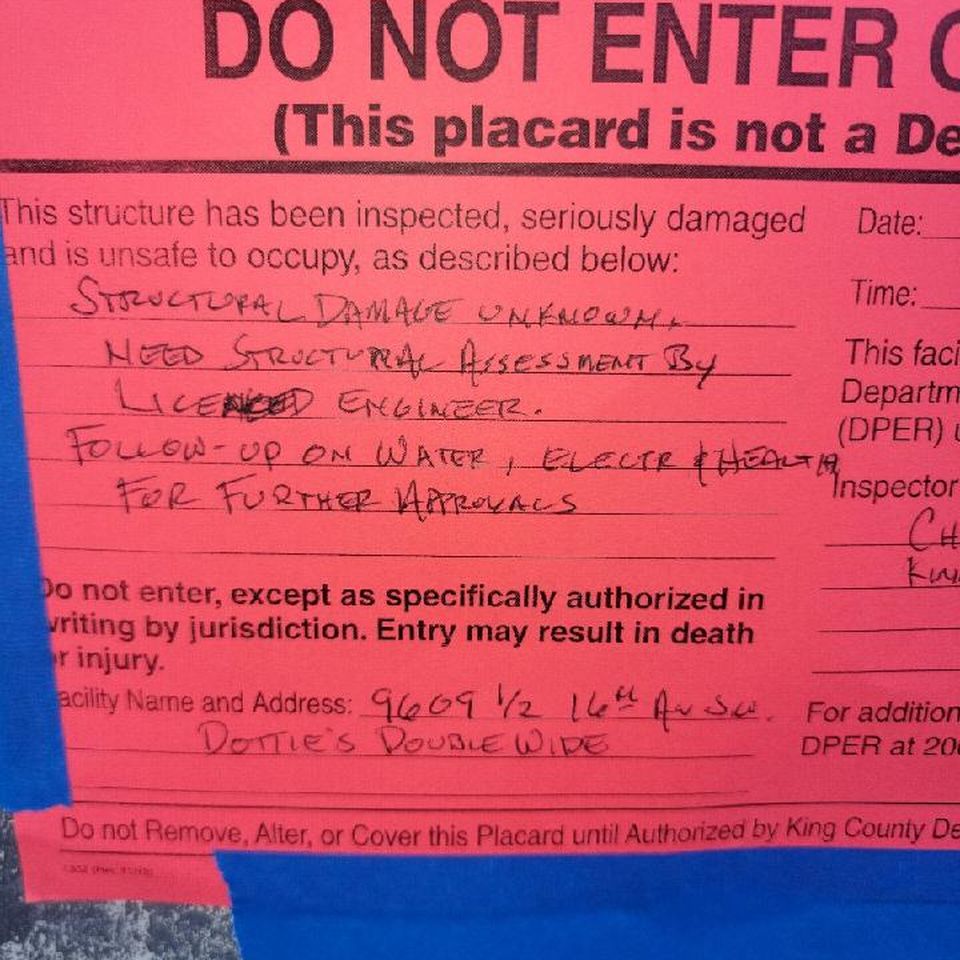 DO NOT ENTER
(This placard is not a De
This structure has been inspected, seriously damaged
and is unsafe to occupy, as described below:
STRUCTURAL DAMAGE UNKNOWN.
NEED STRUCTURAL ASSESSMENT BY
LICENCED ENGINEER.
FOLLOW-UP ON WATER, ELECTR & HEALTH
FOR FURTHER APPROVALS
Do not enter, except as specifically authorized in
writing by jurisdiction. Entry may result in death
or injury.
acility Name and Address: 9609 1/2 16th Av SW.
DOTTIE'S DOUBLE WIDE
Date:
Time:
This faci
Departm
(DPER) u
Inspector
CH
For addition
DPER at 20
Do not Remove, Alter, or Cover this Placard until Authorized by King County De